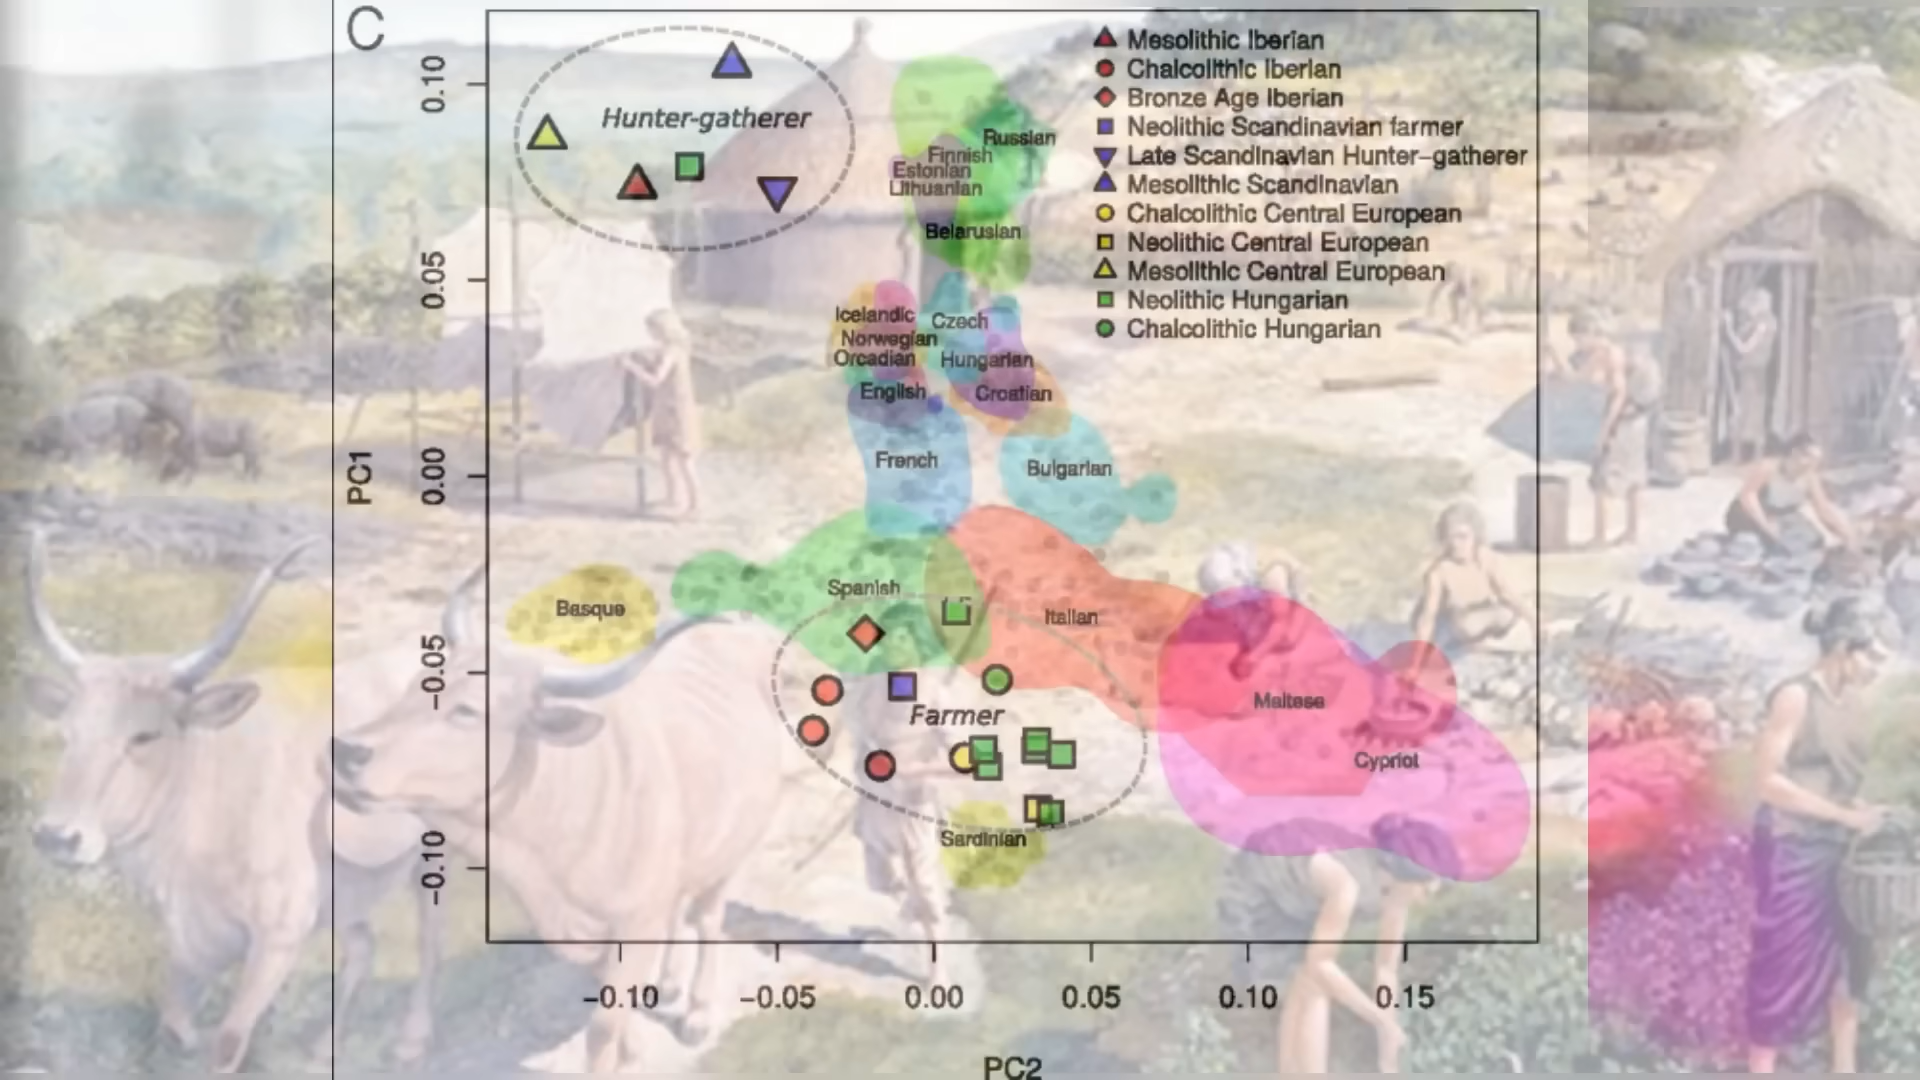 C
Mesolithic Iberian
Chalcolithic Iberian
Bronze Age Iberian
Neolithic Scandinavian farmer
Late Scandinavian Hunter-gatherer
Mesolithic Scandinavian
Chalcolithic Central European
Neolithic Central European
Mesolithic Central European
Neolithic Hungarian
Chalcolithic Hungarian
Hunter-gatherer
Russian
Finnish
Estonian
Lithuanian
Belarusian
Icelandic
Czech
Norwegian
Orcadian
Hungarian
English
Croatian
French
Bulgarian
Spanish
Basque
Italian
Maltese
Farmer
Cypriot
Sardinian
0.10
0.05
0.00
−0.05
−0.10
PC1
−0.10 −0.05 0.00 0.05 0.10 0.15
PC2